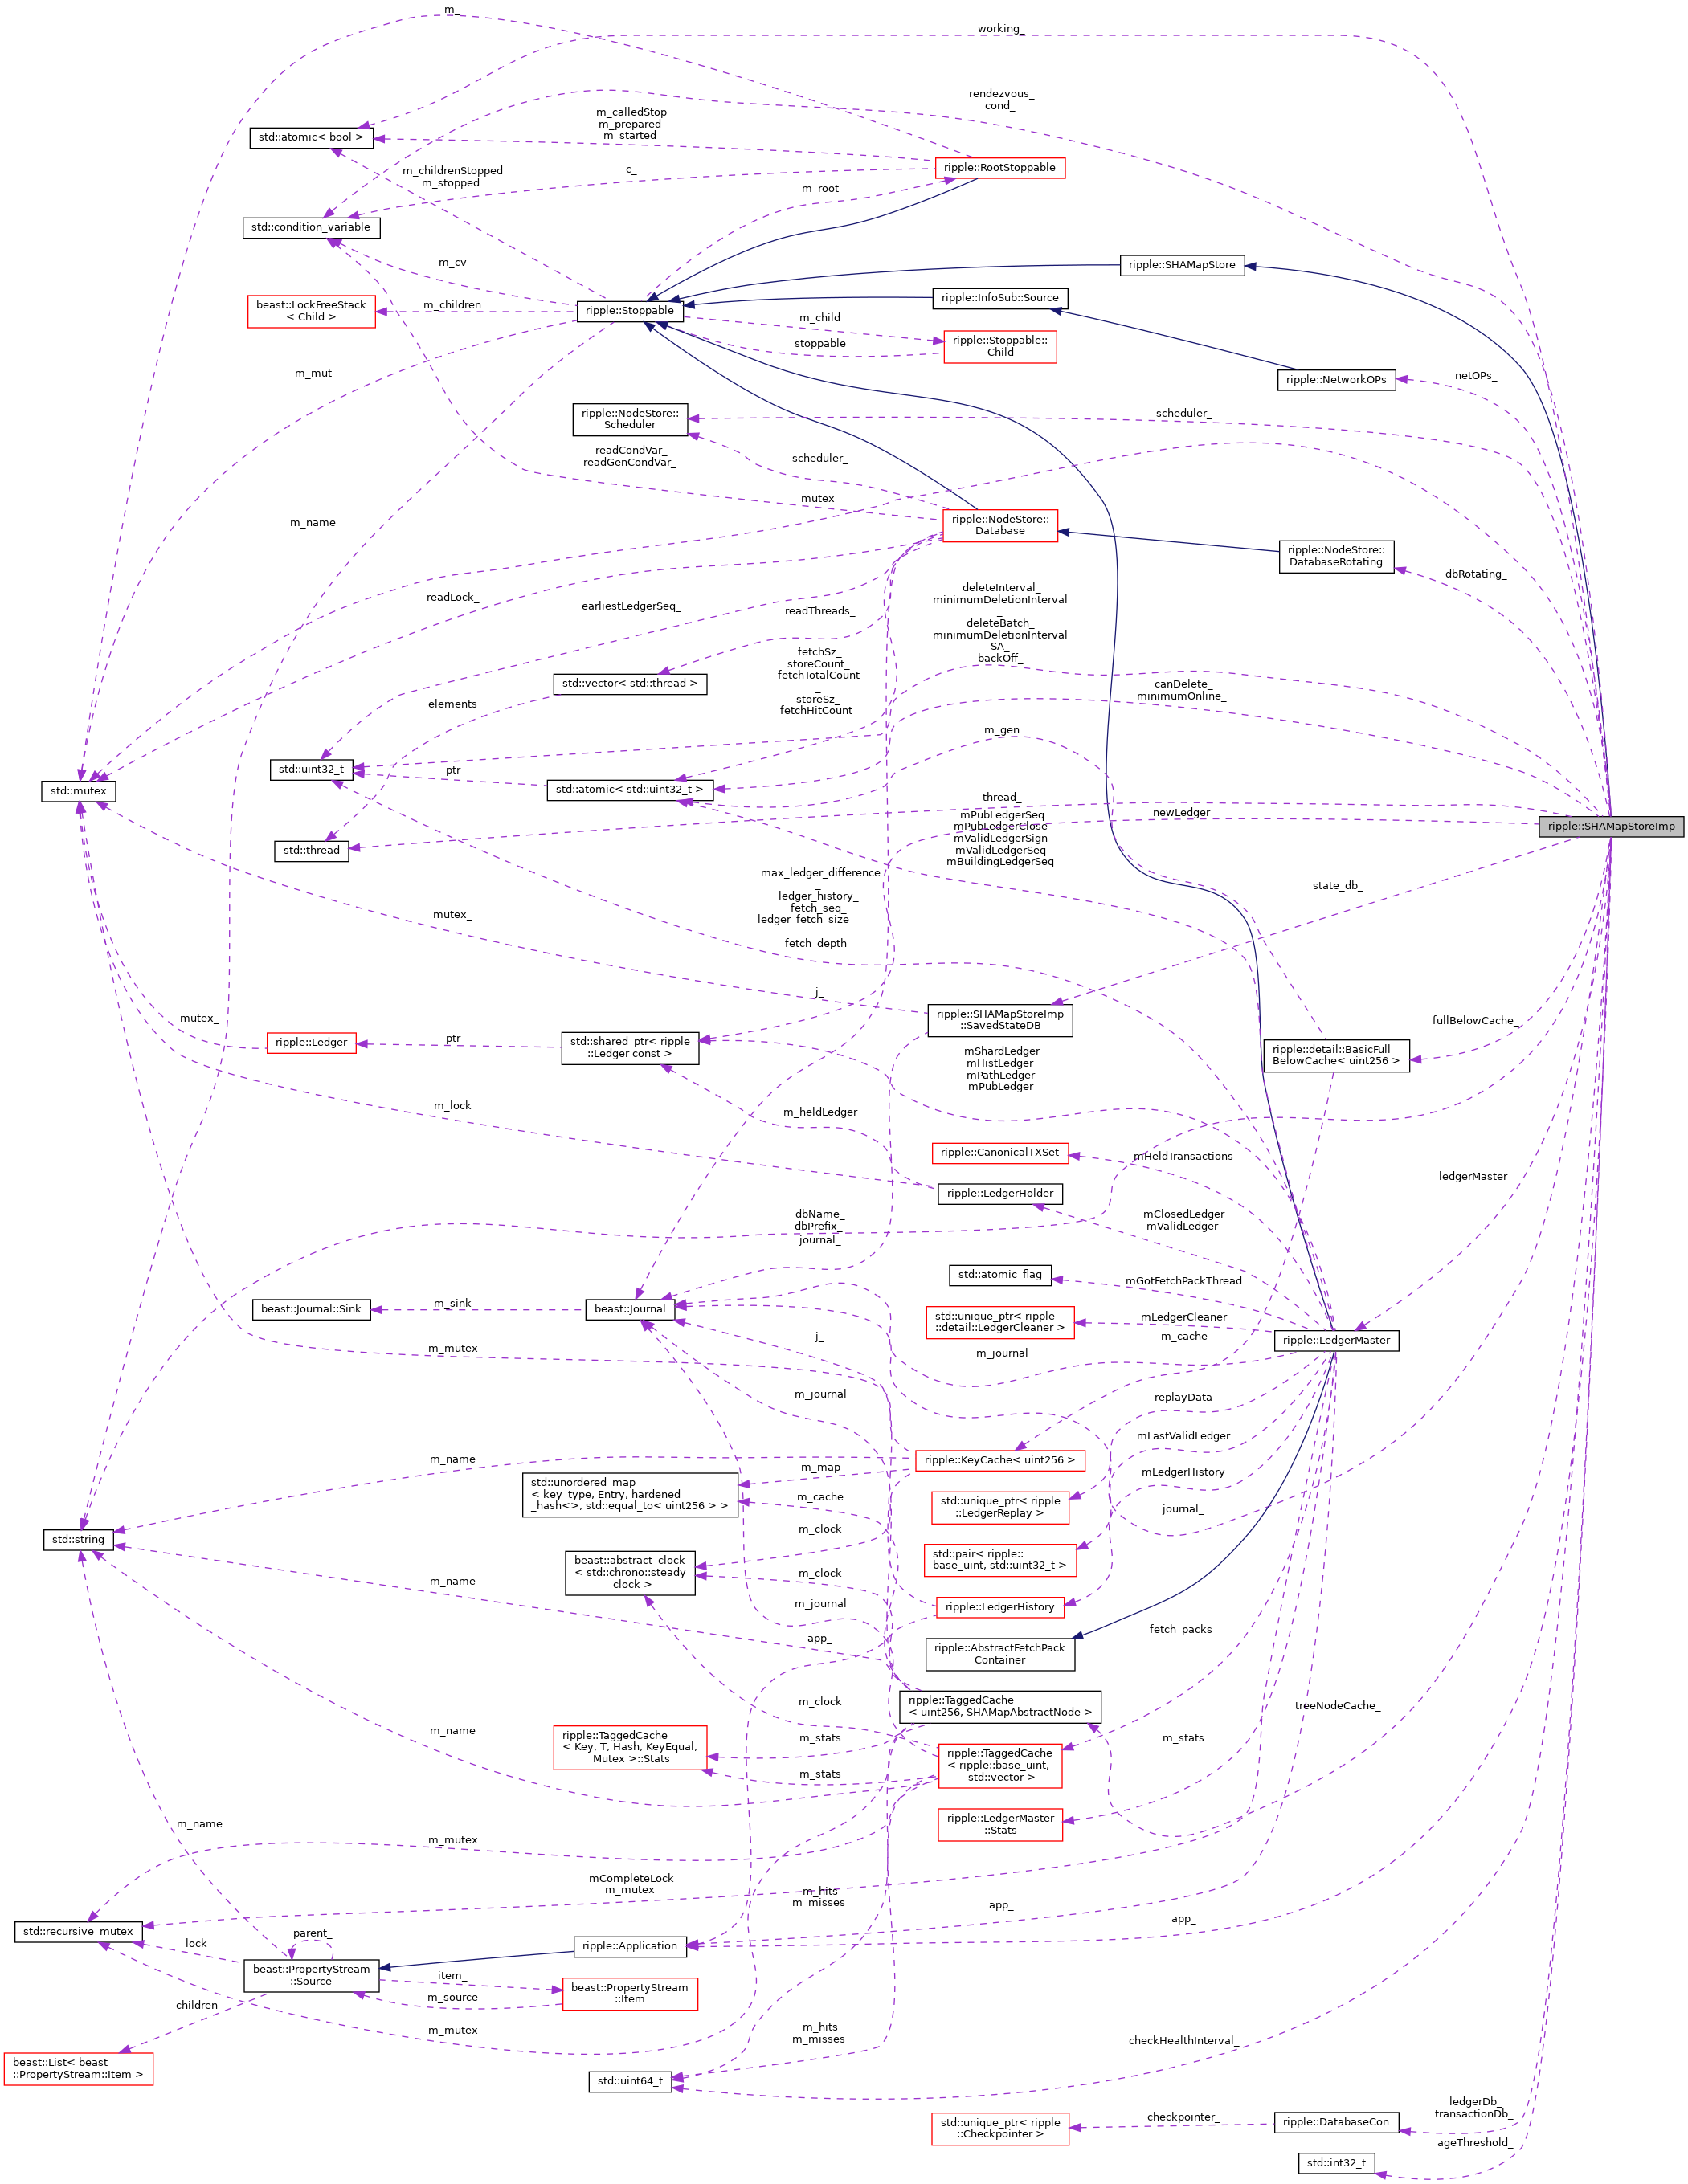 m_
working_
rendezvous_
cond_
m_calledStop
m_prepared
m_started
std::atomic< bool >
ripple::RootStoppable
c_
m_childrenStopped
m_stopped
m_root
std::condition_variable
m_cv
ripple::SHAMapStore
ripple::InfoSub::Source
beast::LockFreeStack
< Child >
m_children
ripple::Stoppable
m_child
stoppable
ripple::Stoppable::
Child
m_mut
ripple::NetworkOPs
netOPs_
ripple::NodeStore::
Scheduler
scheduler_
readCondVar_
readGenCondVar_
scheduler_
mutex_
m_name
ripple::NodeStore::
Database
ripple::NodeStore::
DatabaseRotating
dbRotating_
readLock_
earliestLedgerSeq_
readThreads_
deleteInterval_
minimumDeletionInterval
_
deleteBatch_
minimumDeletionInterval
SA_
backOff_
fetchSz_
storeCount_
fetchTotalCount
_
storeSz_
fetchHitCount_
std::vector< std::thread >
elements
canDelete_
minimumOnline_
m_gen
std::uint32_t
ptr
std::atomic< std::uint32_t >
std::mutex
thread_
newLedger_
ripple::SHAMapStoreImp
mPubLedgerSeq
mPubLedgerClose
mValidLedgerSign
mValidLedgerSeq
mBuildingLedgerSeq
std::thread
max_ledger_difference
_
ledger_history_
fetch_seq_
ledger_fetch_size
_
fetch_depth_
state_db_
mutex_
j_
ripple::SHAMapStoreImp
::SavedStateDB
fullBelowCache_
mutex_
ripple::Ledger
ptr
std::shared_ptr< ripple
::Ledger const >
ripple::detail::BasicFull
BelowCache< uint256 >
mShardLedger
mHistLedger
mPathLedger
mPubLedger
m_lock
m_heldLedger
ripple::CanonicalTXSet
mHeldTransactions
ledgerMaster_
ripple::LedgerHolder
dbName_
dbPrefix_
journal_
mClosedLedger
mValidLedger
std::atomic_flag
mGotFetchPackThread
beast::Journal::Sink
m_sink
beast::Journal
std::unique_ptr< ripple
::detail::LedgerCleaner >
mLedgerCleaner
m_cache
ripple::LedgerMaster
m_mutex
j_
m_journal
m_journal
replayData
mLastValidLedger
m_name
m_map
ripple::KeyCache< uint256 >
mLedgerHistory
std::unordered_map
< key_type, Entry, hardened
_hash<>, std::equal_to< uint256 > >
m_cache
std::unique_ptr< ripple
::LedgerReplay >
journal_
std::string
m_clock
std::pair< ripple::
base_uint, std::uint32_t >
beast::abstract_clock
< std::chrono::steady
_clock >
m_clock
m_name
m_journal
ripple::LedgerHistory
app_
fetch_packs_
ripple::AbstractFetchPack
Container
m_clock
ripple::TaggedCache
< uint256, SHAMapAbstractNode >
treeNodeCache_
m_name
ripple::TaggedCache
< Key, T, Hash, KeyEqual,
Mutex >::Stats
m_stats
m_stats
m_stats
ripple::TaggedCache
< ripple::base_uint,
std::vector >
m_name
m_mutex
ripple::LedgerMaster
::Stats
mCompleteLock
m_mutex
m_hits
m_misses
app_
app_
std::recursive_mutex
parent_
lock_
ripple::Application
beast::PropertyStream
::Source
item_
m_source
beast::PropertyStream
::Item
children_
m_mutex
m_hits
m_misses
checkHealthInterval_
beast::List< beast
::PropertyStream::Item >
std::uint64_t
std::unique_ptr< ripple
::Checkpointer >
checkpointer_
ripple::DatabaseCon
ledgerDb_
transactionDb_
ageThreshold_
std::int32_t